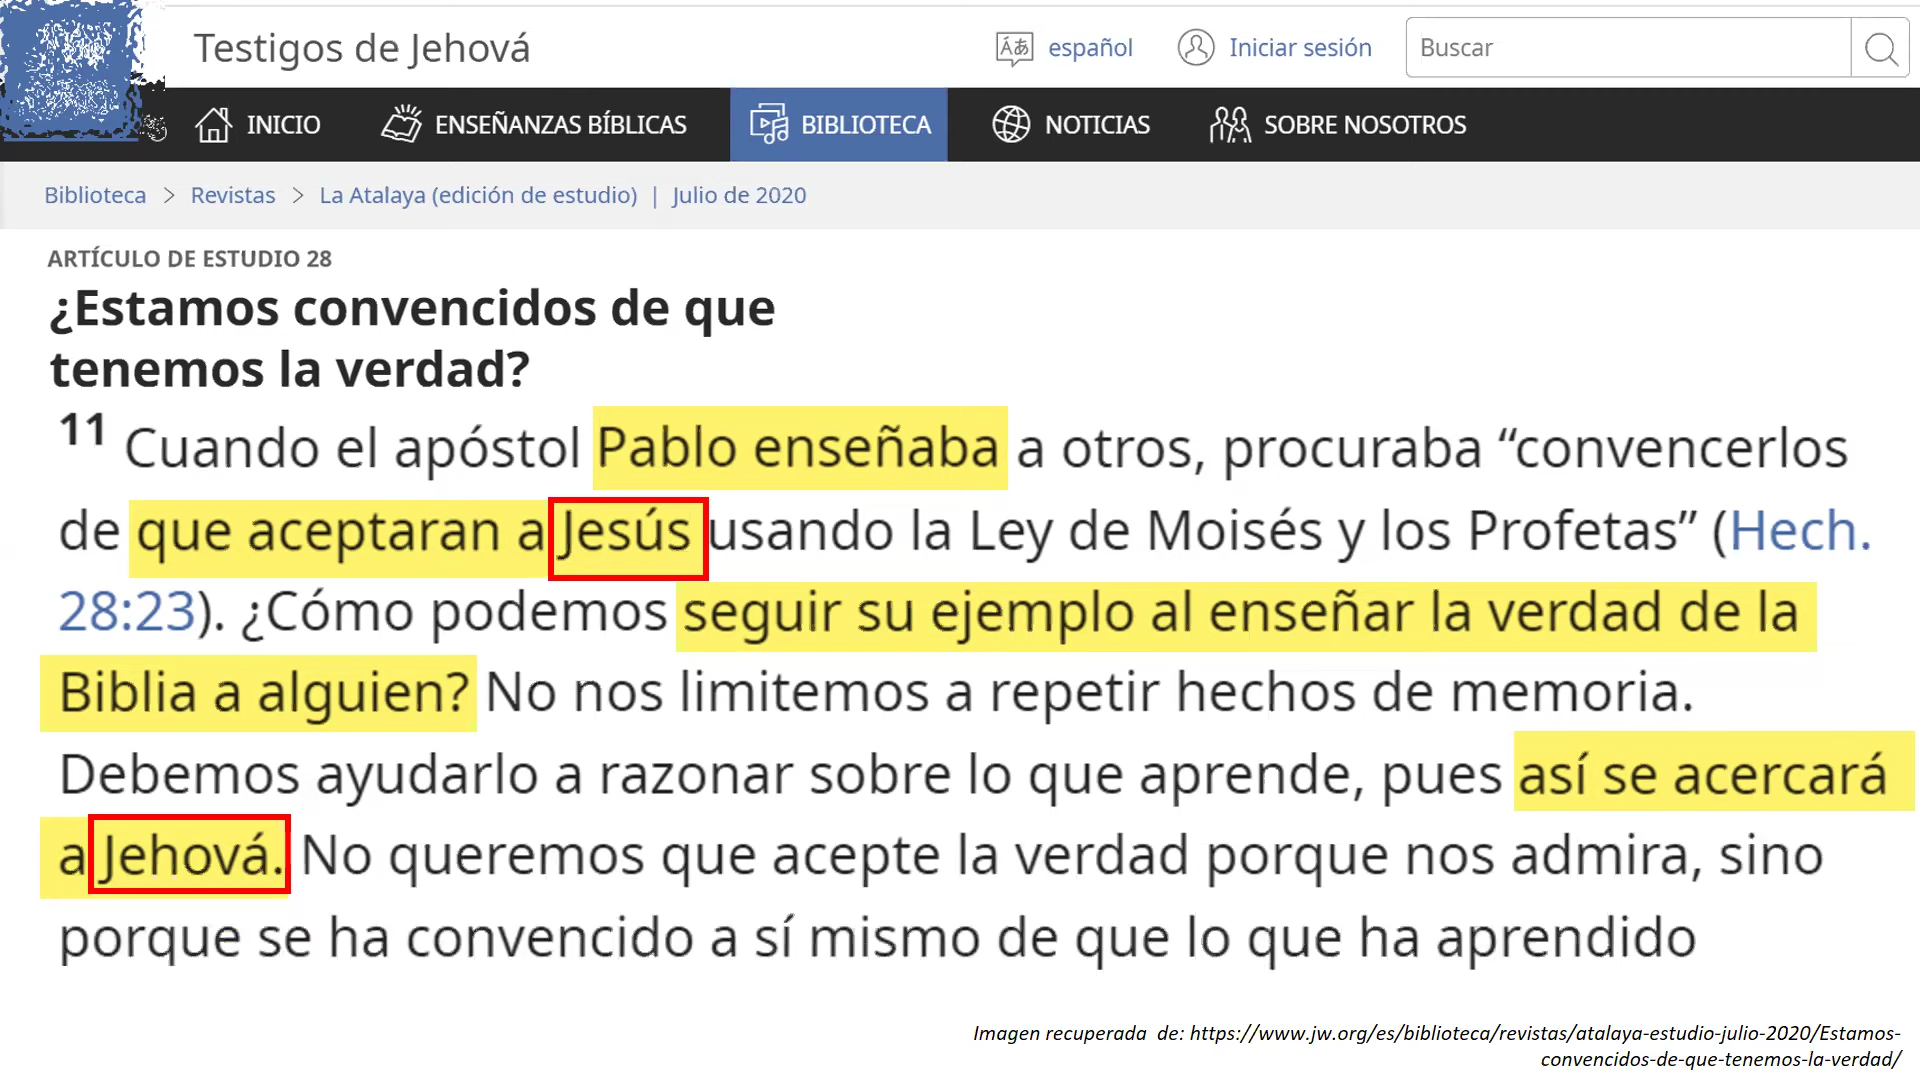 Testigos de Jehová
español
Iniciar sesión
Buscar
INICIO
ENSEÑANZAS BÍBLICAS
BIBLIOTECA
NOTICIAS
SOBRE NOSOTROS
Biblioteca > Revistas > La Atalaya (edición de estudio) | Julio de 2020
ARTÍCULO DE ESTUDIO 28
¿Estamos convencidos de que
tenemos la verdad?
11 Cuando el apóstol Pablo enseñaba a otros, procuraba “convencerlos
de que aceptaran a Jesús usando la Ley de Moisés y los Profetas” (Hech.
28:23). ¿Cómo podemos seguir su ejemplo al enseñar la verdad de la
Biblia a alguien? No nos limitemos a repetir hechos de memoria.
Debemos ayudarlo a razonar sobre lo que aprende, pues así se acercará
a Jehová. No queremos que acepte la verdad porque nos admira, sino
porque se ha convencido a sí mismo de que lo que ha aprendido
Imagen recuperada de: https://www.jw.org/es/biblioteca/revistas/atalaya-estudio-julio-2020/Estamos-
convencidos-de-que-tenemos-la-verdad/